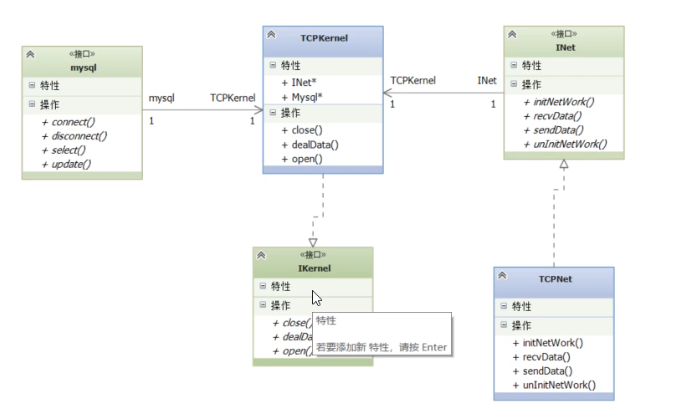 «接口»
mysql
特性
操作
+ connect()
+ disconnect()
+ select()
+ update()
mysql
TCPKernel
1
1
TCPKernel
特性
+ INet*
+ Mysql*
操作
+ close()
+ dealData()
+ open()
TCPKernel
INet
1
1
«接口»
INet
特性
操作
+ initNetWork()
+ recvData()
+ sendData()
+ unInitNetWork()
«接口»
IKernel
特性
操作
+ close()
+ dealDa
+ open()
特性
若要添加新 特性，请按 Enter
TCPNet
特性
操作
+ initNetWork()
+ recvData()
+ sendData()
+ unInitNetWork()